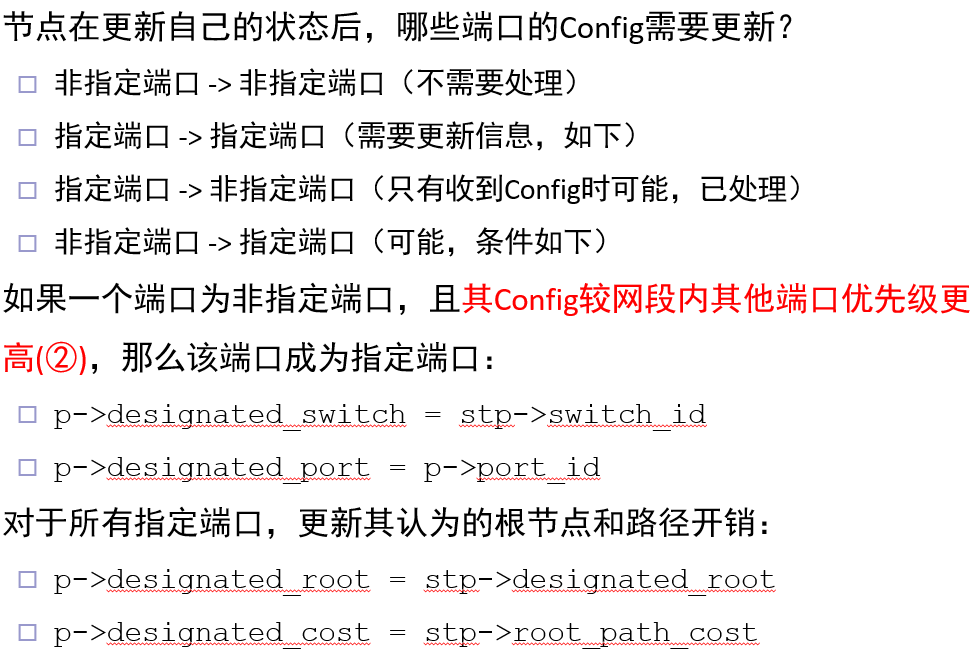 节点在更新自己的状态后，哪些端口的Config需要更新？
非指定端口 -> 非指定端口（不需要处理）
指定端口 -> 指定端口（需要更新信息，如下）
指定端口 -> 非指定端口（只有收到Config时可能，已处理）
非指定端口 -> 指定端口（可能，条件如下）
如果一个端口为非指定端口，且其Config较网段内其他端口优先级更
高(②)，那么该端口成为指定端口：
p->designated_switch = stp->switch_id
p->designated_port = p->port_id
对于所有指定端口，更新其认为的根节点和路径开销：
p->designated_root = stp->designated_root
p->designated_cost = stp->root_path_cost